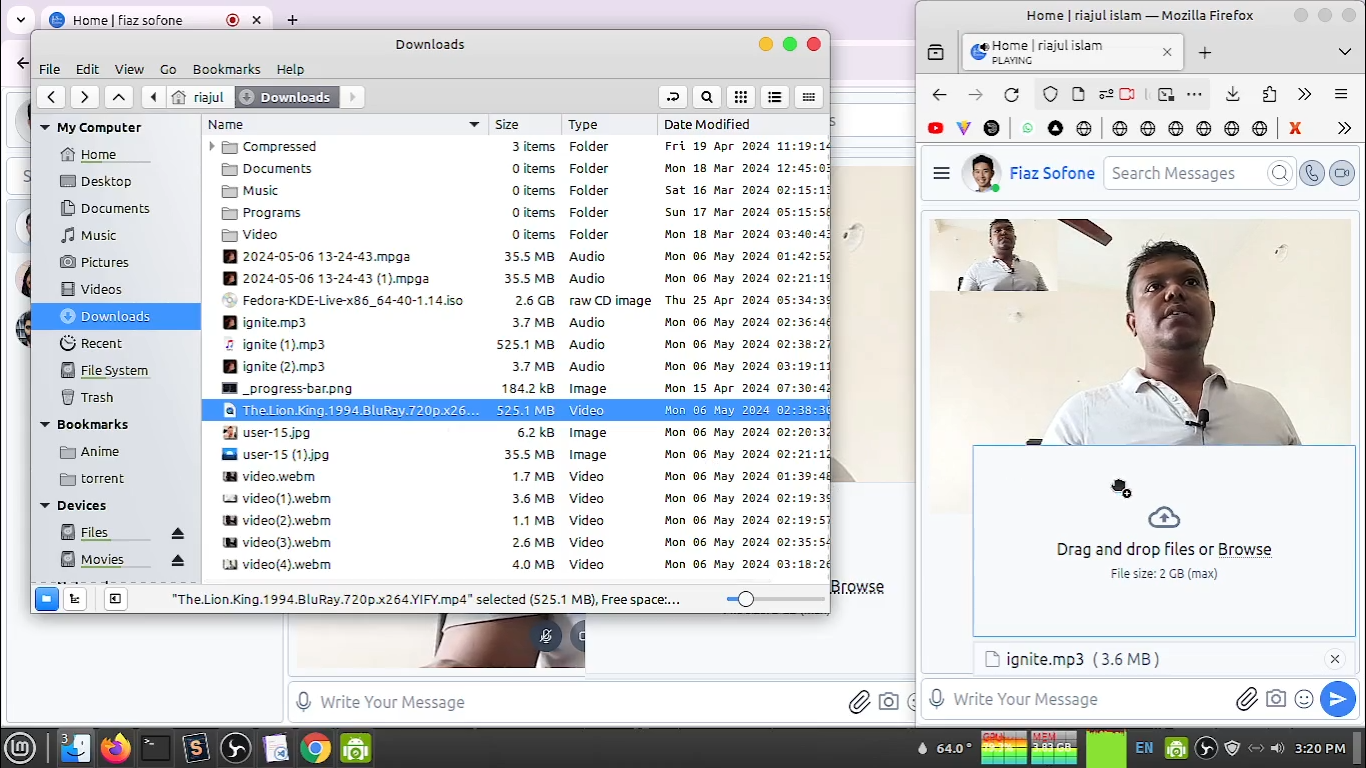 Home | fiaz sofone
Home | riajul islam — Mozilla Firefox
Downloads
Home | riajul islam
PLAYING
File Edit View Go Bookmarks Help
riajul Downloads
Name Size Type Date Modified
My Computer
Home
Desktop
Documents
Music
Pictures
Videos
Downloads
Recent
File System
Trash
Bookmarks
Anime
torrent
Devices
Files
Movies
Compressed 3 items Folder Fri 19 Apr 2024 11:19:14
Documents 0 items Folder Mon 18 Mar 2024 12:45:03
Music 0 items Folder Sat 16 Mar 2024 02:15:13
Programs 0 items Folder Sun 17 Mar 2024 05:15:58
Video 0 items Folder Mon 18 Mar 2024 03:40:43
2024-05-06 13-24-43.mpga 35.5 MB Audio Mon 06 May 2024 01:42:52
2024-05-06 13-24-43 (1).mpga 35.5 MB Audio Mon 06 May 2024 02:21:19
Fedora-KDE-Live-x86_64-40-1.14.iso 2.6 GB raw CD image Thu 25 Apr 2024 05:34:39
ignite.mp3 3.7 MB Audio Mon 06 May 2024 02:36:46
ignite (1).mp3 525.1 MB Audio Mon 06 May 2024 02:38:27
ignite (2).mp3 3.7 MB Audio Mon 06 May 2024 03:19:11
_progress-bar.png 184.2 kB Image Mon 15 Apr 2024 07:30:42
The.Lion.King.1994.BluRay.720p.x26... 525.1 MB Video Mon 06 May 2024 02:38:30
user-15.jpg 6.2 kB Image Mon 06 May 2024 02:20:32
user-15 (1).jpg 35.5 MB Image Mon 06 May 2024 02:21:12
video.webm 1.7 MB Video Mon 06 May 2024 01:39:48
video(1).webm 3.6 MB Video Mon 06 May 2024 02:19:39
video(2).webm 1.1 MB Video Mon 06 May 2024 02:19:57
video(3).webm 2.6 MB Video Mon 06 May 2024 02:35:54
video(4).webm 4.0 MB Video Mon 06 May 2024 03:18:26
"The.Lion.King.1994.BluRay.720p.x264.YIFY.mp4" selected (525.1 MB), Free space:...
Browse
Write Your Message
Fiaz Sofone Search Messages
Drag and drop files or Browse
File size: 2 GB (max)
ignite.mp3 ( 3.6 MB )
Write Your Message
3 64.0° EN 3:20 PM